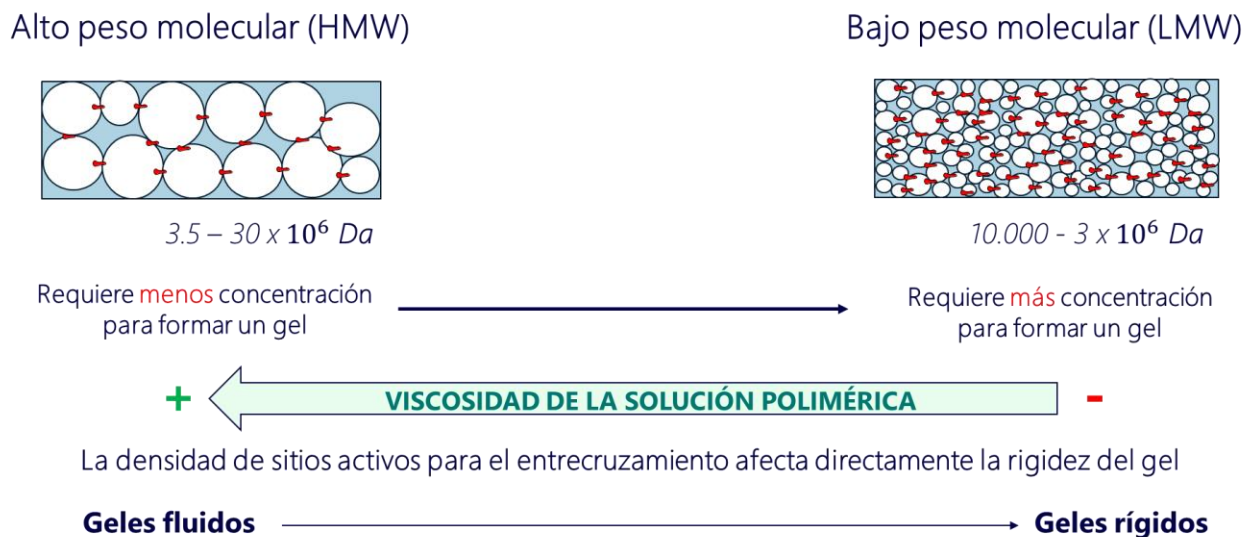 Alto peso molecular (HMW)
Bajo peso molecular (LMW)
3.5 – 30 x 10⁶ Da
10.000 - 3 x 10⁶ Da
Requiere menos concentración
para formar un gel
Requiere más concentración
para formar un gel
+
VISCOSIDAD DE LA SOLUCIÓN POLIMÉRICA
-
La densidad de sitios activos para el entrecruzamiento afecta directamente la rigidez del gel
Geles fluidos
Geles rígidos